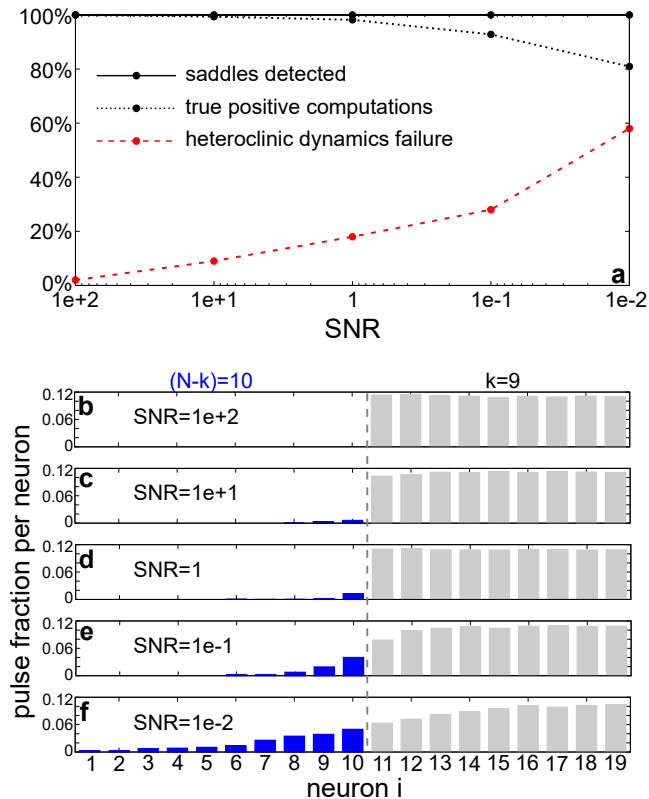 100%
80%
60%
40%
20%
0%
saddles detected
true positive computations
heteroclinic dynamics failure
a
1e+2 1e+1 1 1e-1 1e-2
SNR
(N-k)=10 k=9
pulse fraction per neuron
0.12
0.06
0
b
SNR=1e+2
0.12
0.06
0
c
SNR=1e+1
0.12
0.06
0
d
SNR=1
0.12
0.06
0
e
SNR=1e-1
0.12
0.06
0
f
SNR=1e-2
1 2 3 4 5 6 7 8 9 10 11 12 13 14 15 16 17 18 19
neuron i